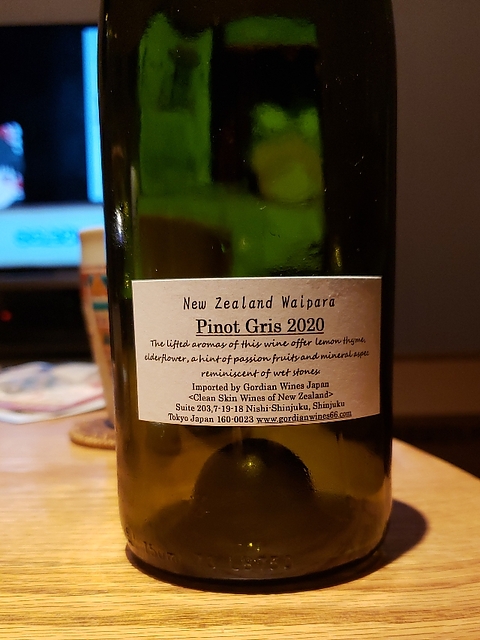 New Zealand Waipara
Pinot Gris 2020
The lifted aromas of this wine offer lemon thyme,
elderflower, a hint of passion fruits and mineral aspec
reminiscent of wet stones.
Imported by Gordian Wines Japan
<Clean Skin Wines of New Zealand>
Suite 203,7-19-18 Nishi-Shinjuku, Shinjuku
Tokyo Japan 160-0023 www.gordianwines66.com